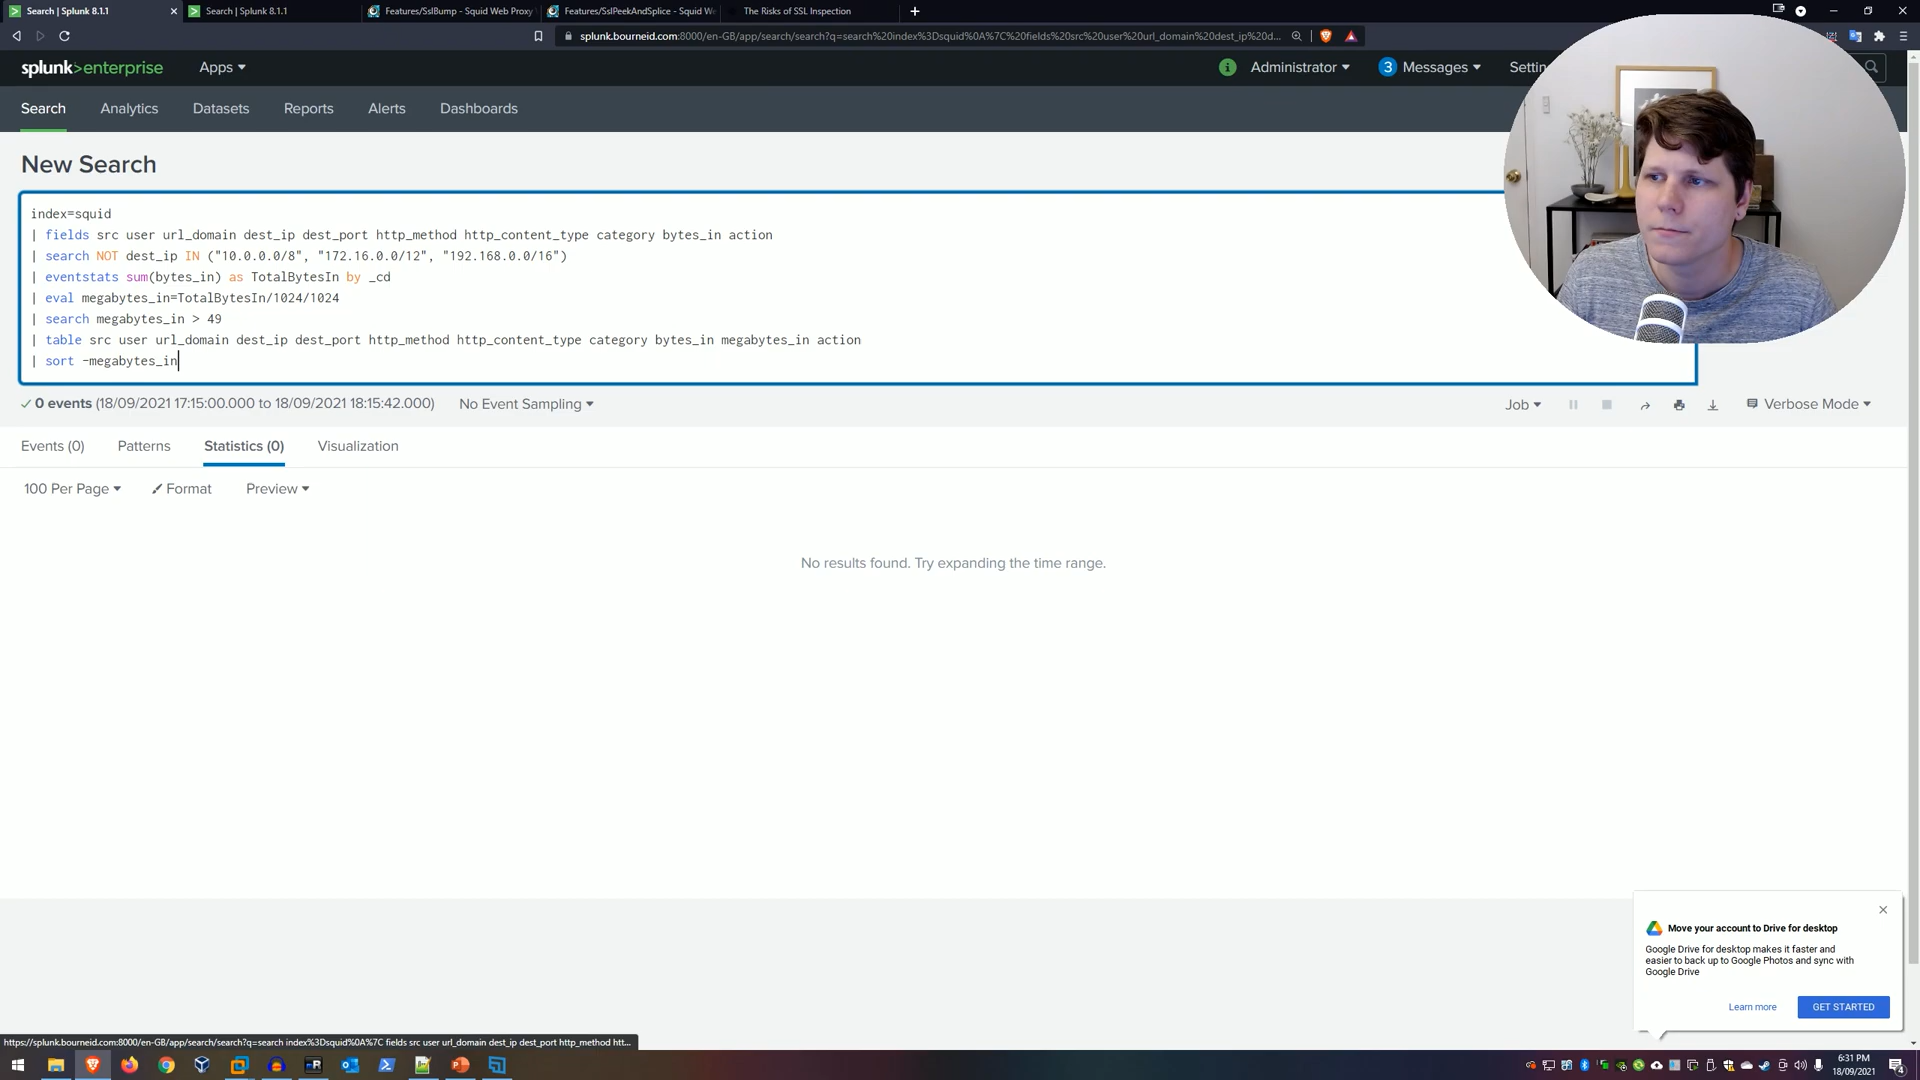 Search | Splunk 8.1.1
Search | Splunk 8.1.1
Features/SslBump - Squid Web Proxy
Features/SslPeekAndSplice - Squid We
The Risks of SSL Inspection
splunk.bourneid.com:8000/en-GB/app/search/search?q=search%20index%3Dsquid%0A%7C%20fields%20src%20user%20url_domain%20dest_ip%20d...
splunk>enterprise
Apps
i
Administrator
3
Messages
Settin
Search
Analytics
Datasets
Reports
Alerts
Dashboards
New Search
index=squid
| fields src user url_domain dest_ip dest_port http_method http_content_type category bytes_in action
| search NOT dest_ip IN ("10.0.0.0/8", "172.16.0.0/12", "192.168.0.0/16")
| eventstats sum(bytes_in) as TotalBytesIn by _cd
| eval megabytes_in=TotalBytesIn/1024/1024
| search megabytes_in > 49
| table src user url_domain dest_ip dest_port http_method http_content_type category bytes_in megabytes_in action
| sort -megabytes_in
0 events (18/09/2021 17:15:00.000 to 18/09/2021 18:15:42.000)
No Event Sampling
Job
Verbose Mode
Events (0)
Patterns
Statistics (0)
Visualization
100 Per Page
Format
Preview
No results found. Try expanding the time range.
Move your account to Drive for desktop
Google Drive for desktop makes it faster and
easier to back up to Google Photos and sync with
Google Drive
Learn more
GET STARTED
https://splunk.bourneid.com:8000/en-GB/app/search/search?q=search index%3Dsquid%0A%7C fields src user url_domain dest_ip dest_port http_method htt...
6:31 PM
18/09/2021
4